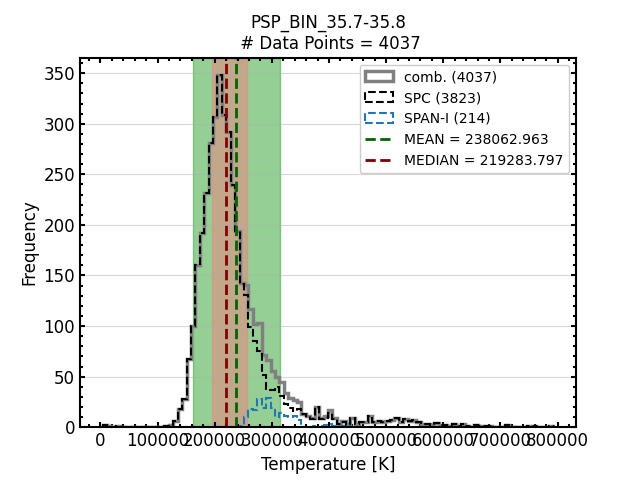 PSP_BIN_35.7-35.8
# Data Points = 4037
350
300
250
200
150
100
50
0
Frequency
comb. (4037)
SPC (3823)
SPAN-I (214)
MEAN = 238062.963
MEDIAN = 219283.797
0 100000 200000 300000 400000 500000 600000 700000 800000
Temperature [K]